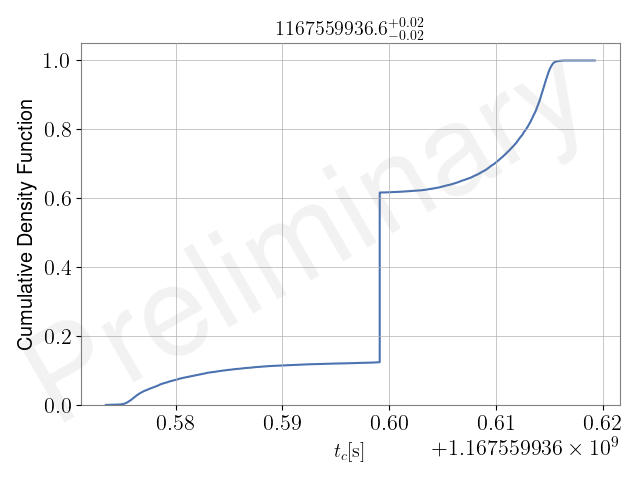 1167559936.6^{+0.02}_{-0.02}
1.0
0.8
0.6
0.4
0.2
0.0
Cumulative Density Function
Preliminary
0.58 0.59 0.60 0.61 0.62
t_c[s]
+1.167559936 × 10^9